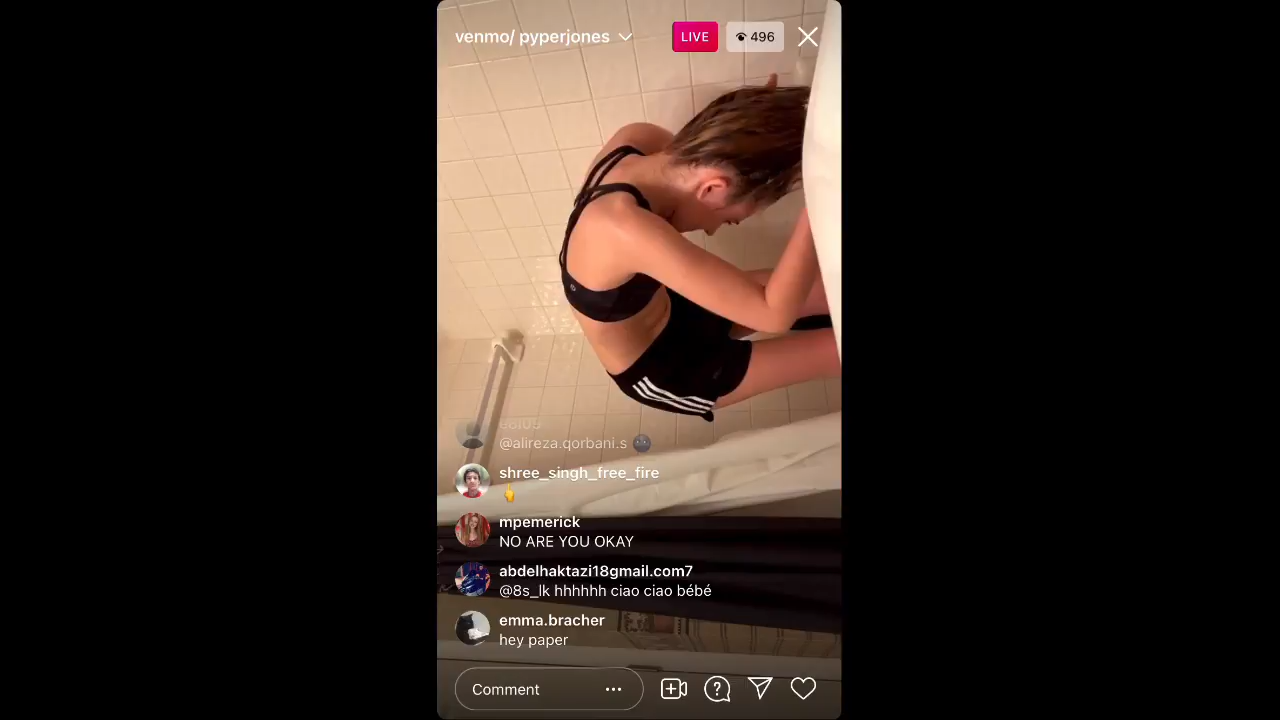 venmo/ pyperjones
LIVE
496
@alireza.qorbani.s
shree_singh_free_fire
mpemerick
NO ARE YOU OKAY
abdelhaktazi18gmail.com7
@8s_lk hhhhhh ciao ciao bébé
emma.bracher
hey paper
Comment